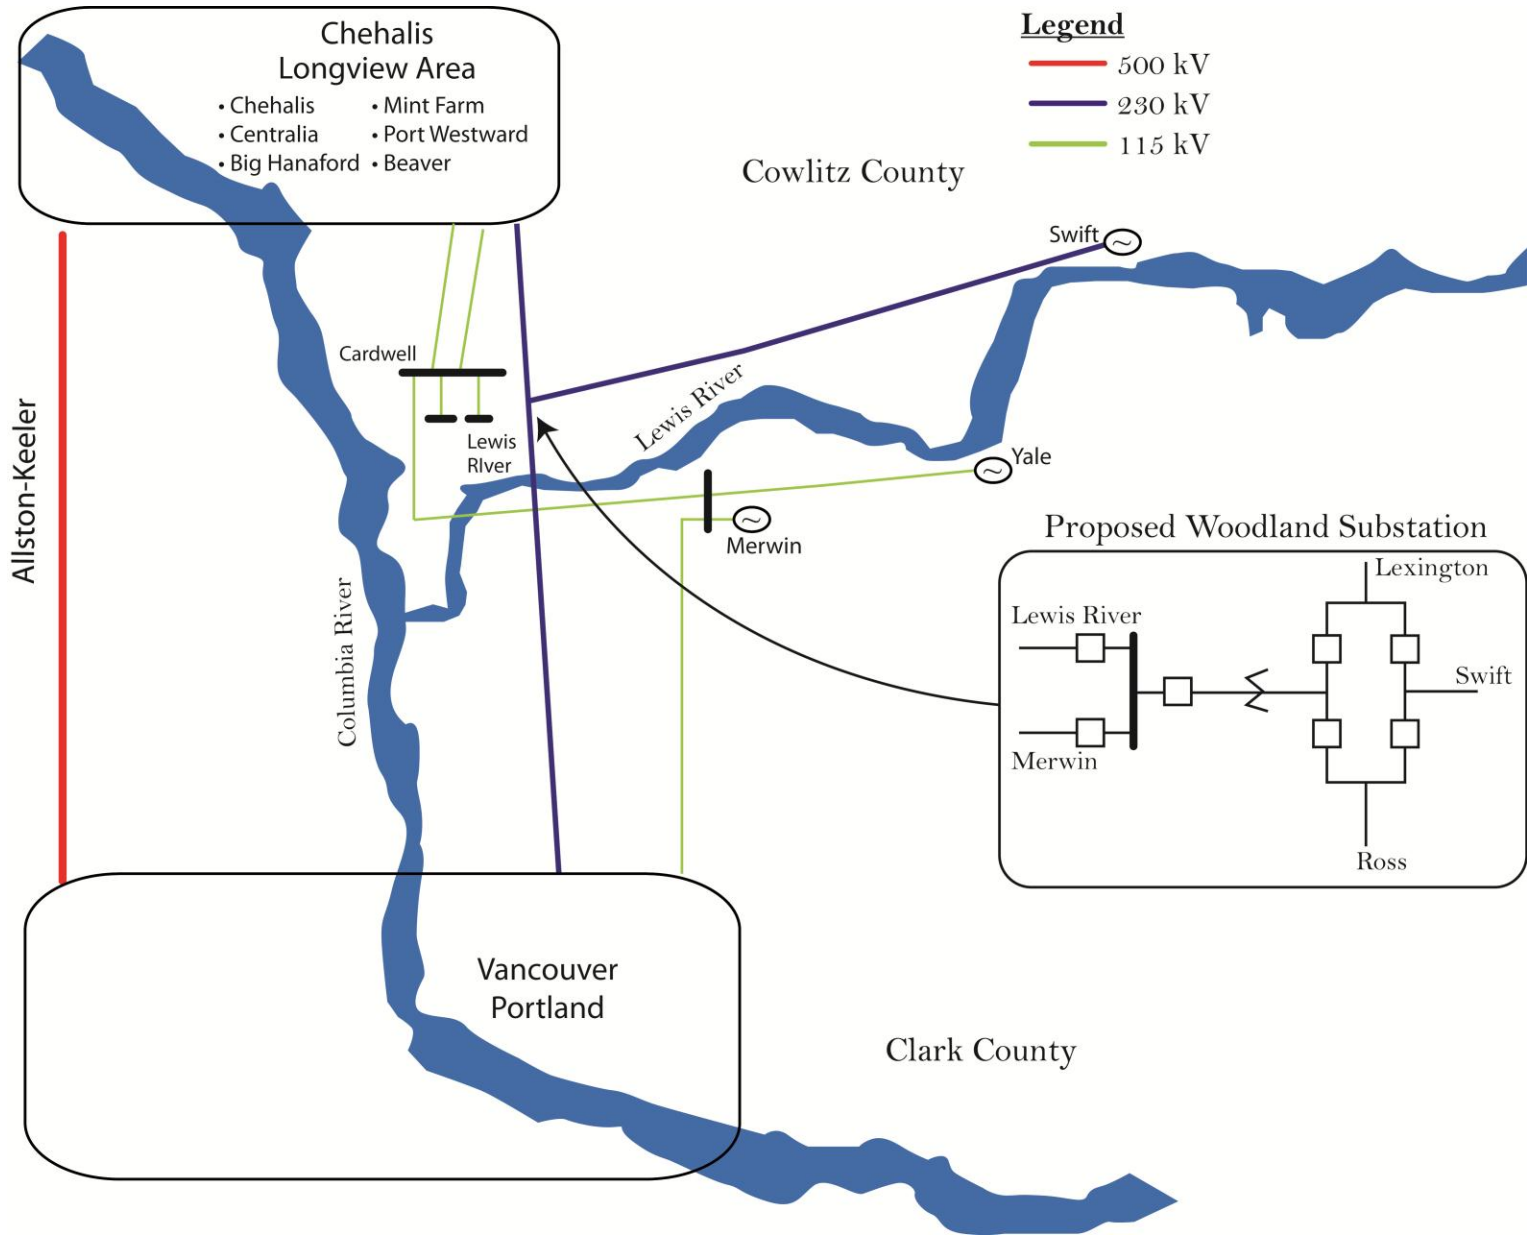 Chehalis
Longview Area
• Chehalis
• Centralia
• Big Hanaford
• Mint Farm
• Port Westward
• Beaver
Legend
500 kV
230 kV
115 kV
Cowlitz County
Swift
~
Cardwell
Lewis
RIver
Lewis River
Yale
~
Merwin
~
Allston-Keeler
Columbia River
Proposed Woodland Substation
Lexington
Lewis River
Swift
Merwin
Ross
Vancouver
Portland
Clark County